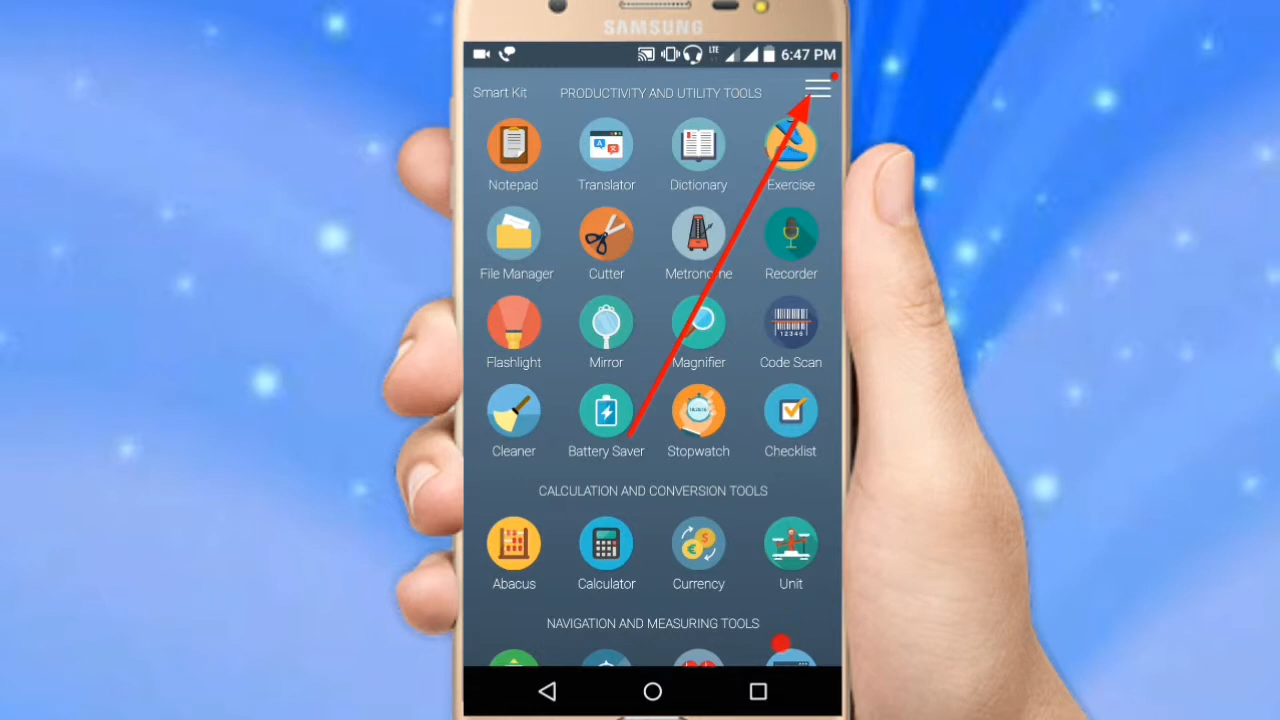 SAMSUNG
LTE 6:47 PM
Smart Kit PRODUCTIVITY AND UTILITY TOOLS
Notepad Translator Dictionary Exercise
File Manager Cutter Metronome Recorder
12345
Flashlight Mirror Magnifier Code Scan
Cleaner Battery Saver Stopwatch Checklist
CALCULATION AND CONVERSION TOOLS
Abacus Calculator Currency Unit
NAVIGATION AND MEASURING TOOLS